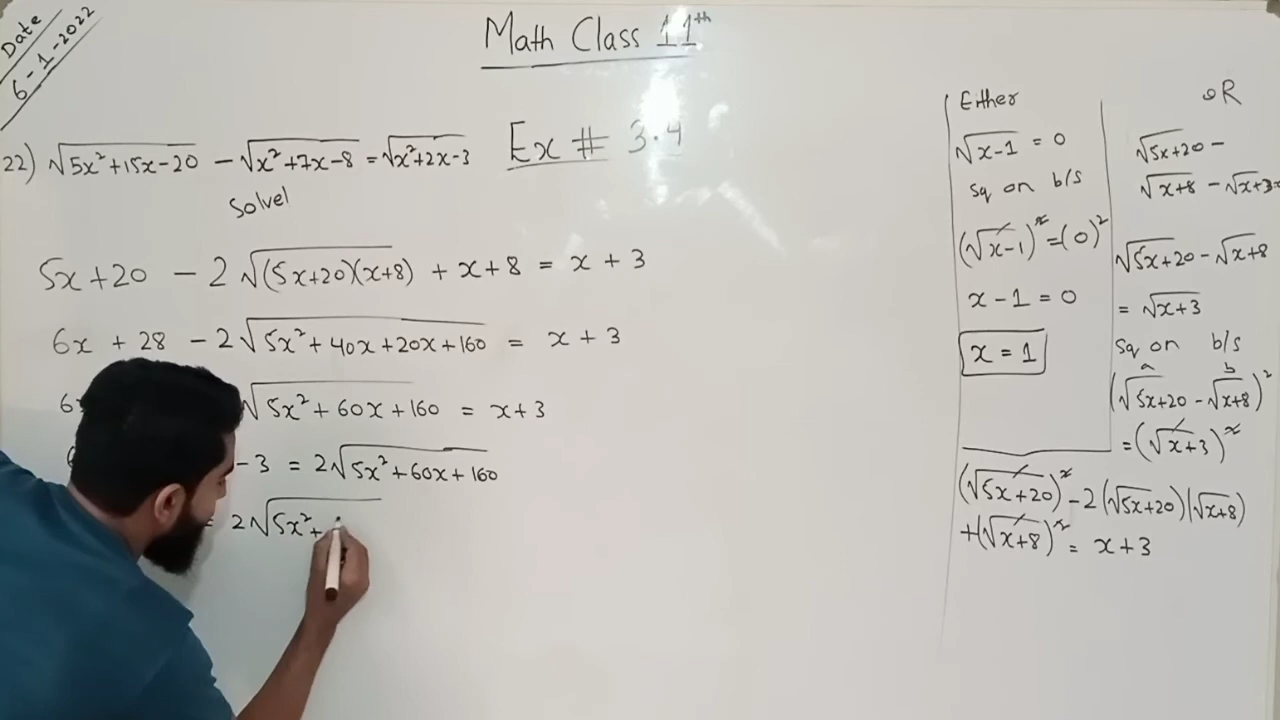 Date
6-1-2022
Math Class 11th
Ex # 3.4
22) √(5x²+15x-20) - √(x²+7x-8) = √(x²+2x-3)
Solve
5x+20 - 2√((5x+20)(x+8)) + x+8 = x+3
6x + 28 - 2√(5x²+40x+20x+160) = x+3
√(5x²+60x+160) = x+3
-3 = 2√(5x²+60x+160)
= 2√(5x²+
Either
√(x-1) = 0
Sq on b/s
(√(x-1))² = (0)²
x-1 = 0
x = 1
OR
√(5x+20) -
√(x+8) - √(x+3)
√(5x+20) - √(x+8)
= √(x+3)
Sq on b/s
a b
(√(5x+20) - √(x+8))²
= (√(x+3))²
(√(5x+20))² - 2(√(5x+20))(√(x+8))
+ (√(x+8))² = x+3